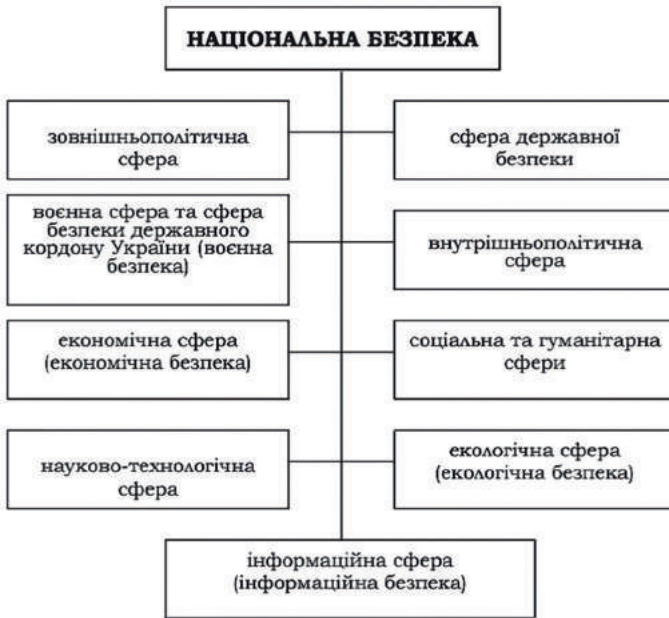 НАЦІОНАЛЬНА БЕЗПЕКА
зовнішньополітична
сфера
сфера державної
безпеки
воєнна сфера та сфера
безпеки державного
кордону України (воєнна
безпека)
внутрішньополітична
сфера
економічна сфера
(економічна безпека)
соціальна та гуманітарна
сфери
науково-технологічна
сфера
екологічна сфера
(екологічна безпека)
інформаційна сфера
(інформаційна безпека)